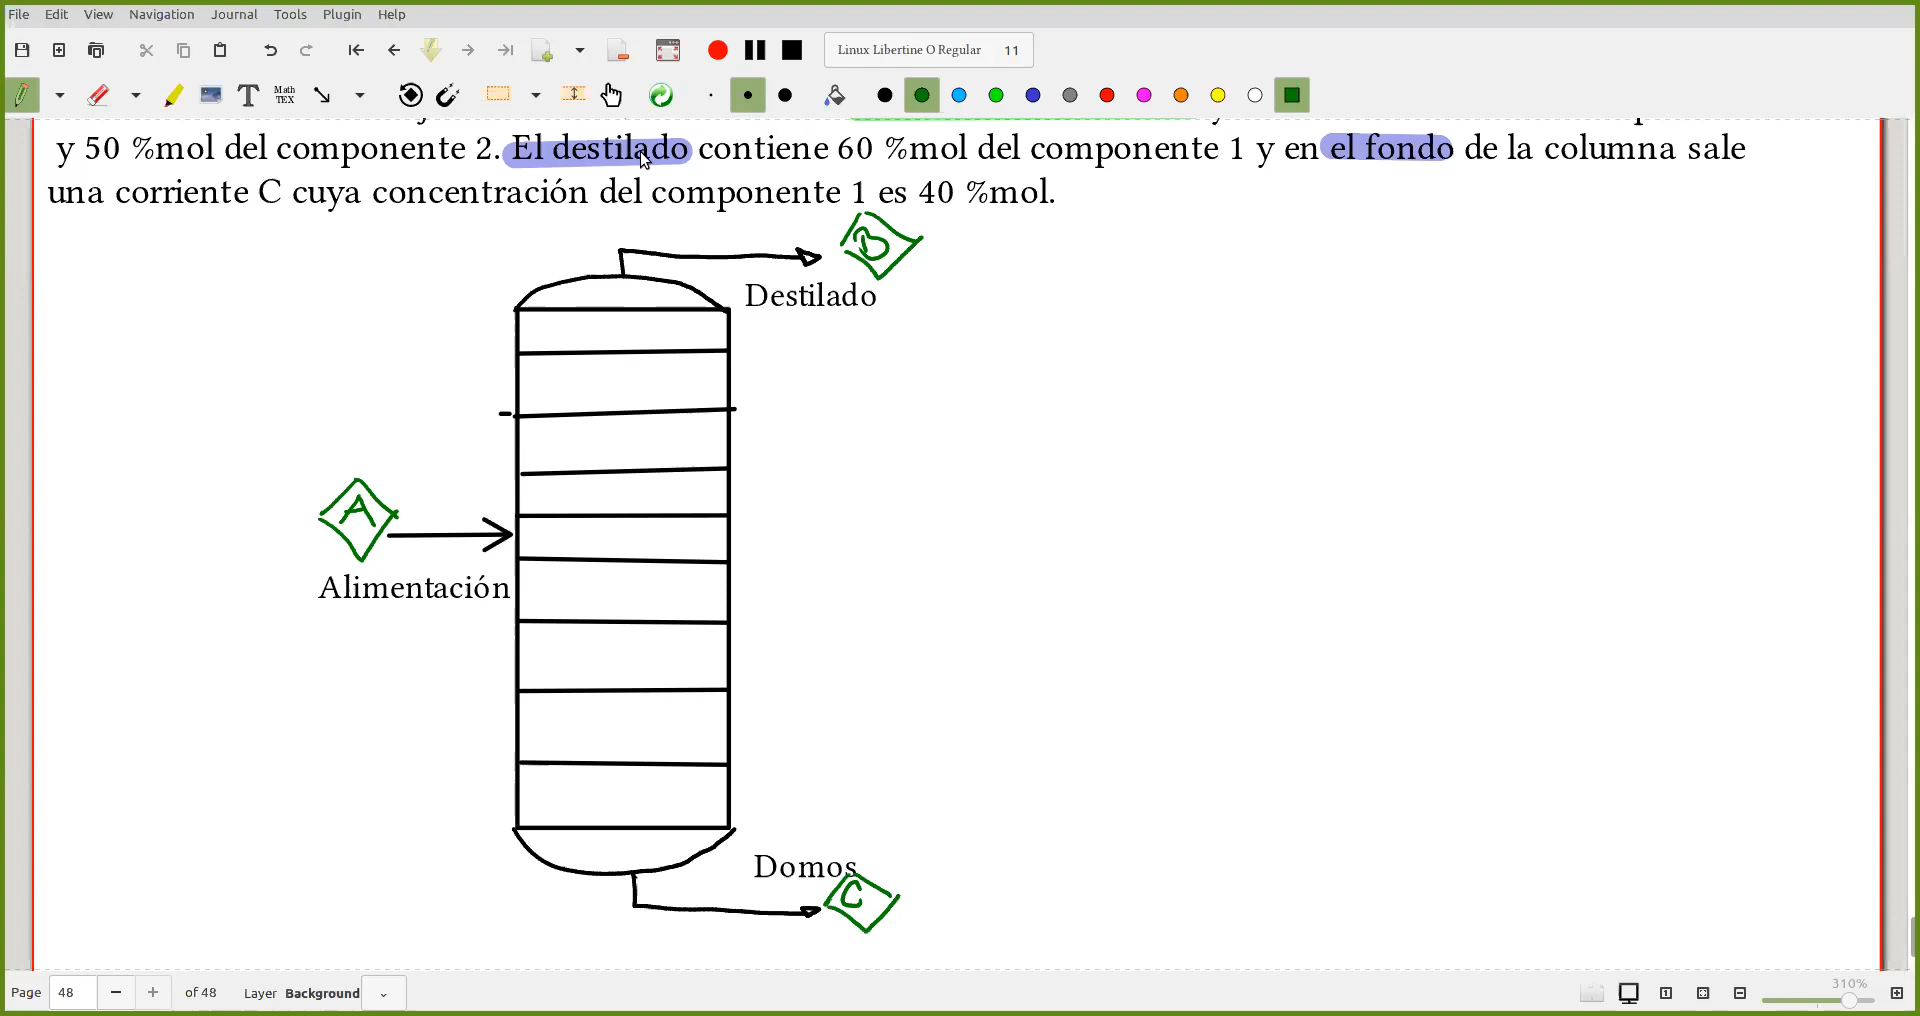 File Edit View Navigation Journal Tools Plugin Help
Linux Libertine O Regular 11
Math TEX
y 50 %mol del componente 2. El destilado contiene 60 %mol del componente 1 y en el fondo de la columna sale
una corriente C cuya concentración del componente 1 es 40 %mol.
B
Destilado
A
Alimentación
Domos
C
Page 48 of 48 Layer Background 310%